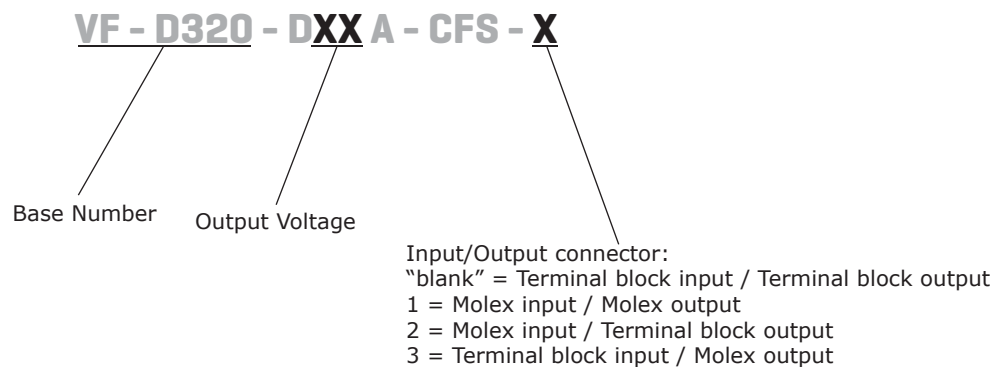 VF - D320 - DXX A - CFS - X
Base Number
Output Voltage
Input/Output connector:
“blank” = Terminal block input / Terminal block output
1 = Molex input / Molex output
2 = Molex input / Terminal block output
3 = Terminal block input / Molex output